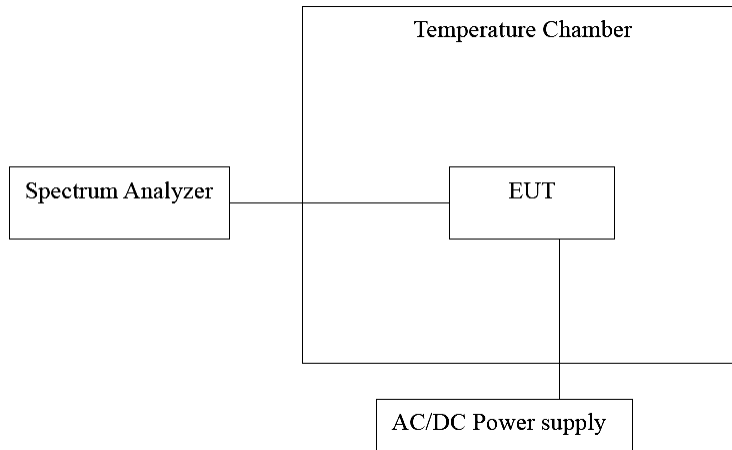 Temperature Chamber
Spectrum Analyzer
EUT
AC/DC Power supply